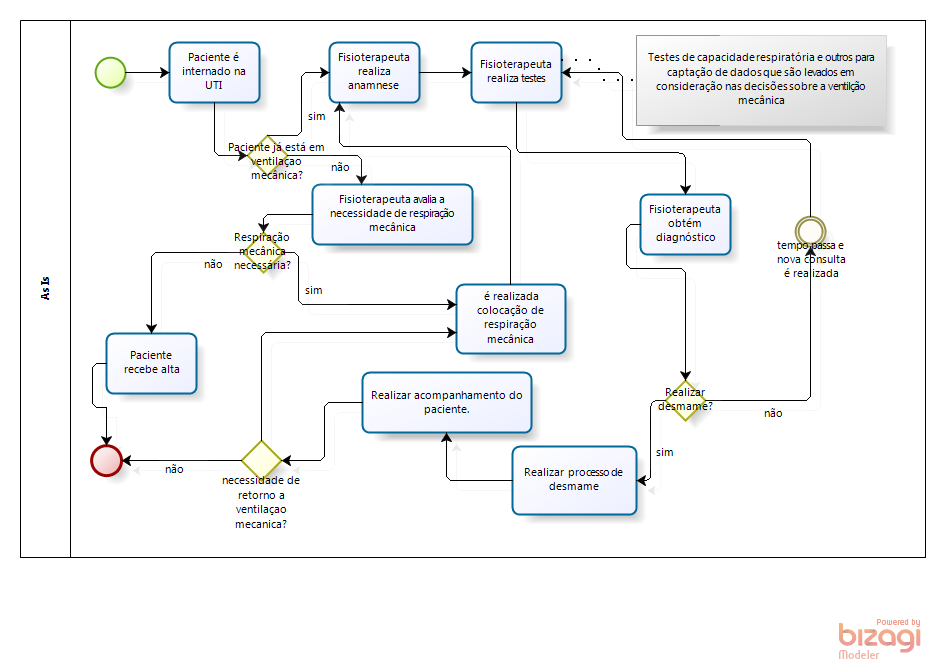 As Is
Paciente é
internado na
UTI
Fisioterapeuta
realiza
anamnese
Fisioterapeuta
realiza testes
Testes de capacidade respiratória e outros para
captação de dados que são levados em
consideração nas decisões sobre a ventilção
mecânica
sim
Paciente já está em
ventilaçao
mecânica?
não
Fisioterapeuta avalia a
necessidade de respiração
mecânica
Fisioterapeuta
obtém
diagnóstico
Respiração
mecânica
necessária?
não
sim
tempo passa e
nova consulta
é realizada
é realizada
colocação de
respiração
mecânica
Paciente
recebe alta
Realizar acompanhamento do
paciente.
Realizar
desmame?
não
sim
Realizar processo de
desmame
não
necessidade de
retorno a
ventilaçao
mecanica?
Powered by
bizagi
Modeler